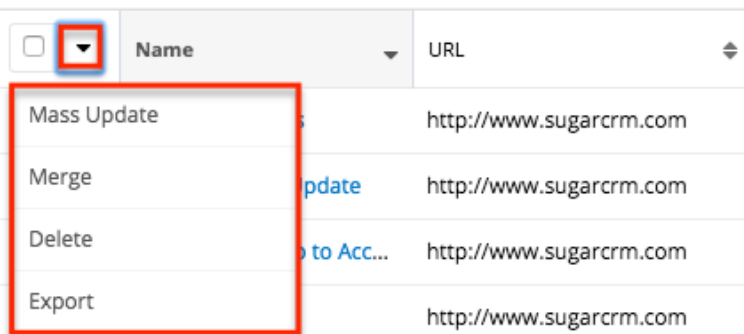 Name URL
Mass Update http://www.sugarcrm.com
Merge pdate http://www.sugarcrm.com
Delete to Acc... http://www.sugarcrm.com
Export http://www.sugarcrm.com